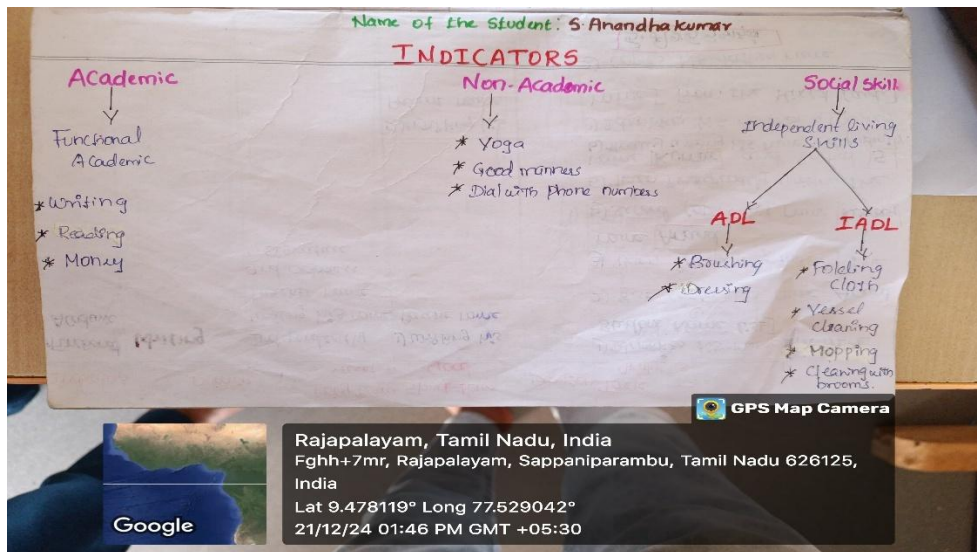 Name of the Student: S. Anandha kumar
INDICATORS
Academic
Functional
Academic
* Writing
* Reading
* Money
Non-Academic
* Yoga
* Good manners
* Dial with phone numbers
Social Skill
Independent living
Skills
ADL
* Brushing
* Dressing
IADL
* Folding
Cloth
* Vessel
cleaning
* Mopping
* Cleaning with
brooms.
GPS Map Camera
Google
Rajapalayam, Tamil Nadu, India
Fghh+7mr, Rajapalayam, Sappaniparambu, Tamil Nadu 626125,
India
Lat 9.478119° Long 77.529042°
21/12/24 01:46 PM GMT +05:30